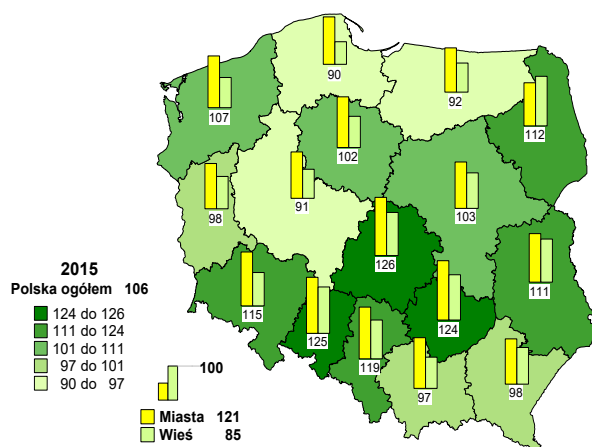 90
92
107
112
102
91
98
103
126
111
115
125
124
119
97
98
2015
Polska ogółem 106
124 do 126
111 do 124
101 do 111
97 do 101
90 do 97
100
Miasta 121
Wieś 85